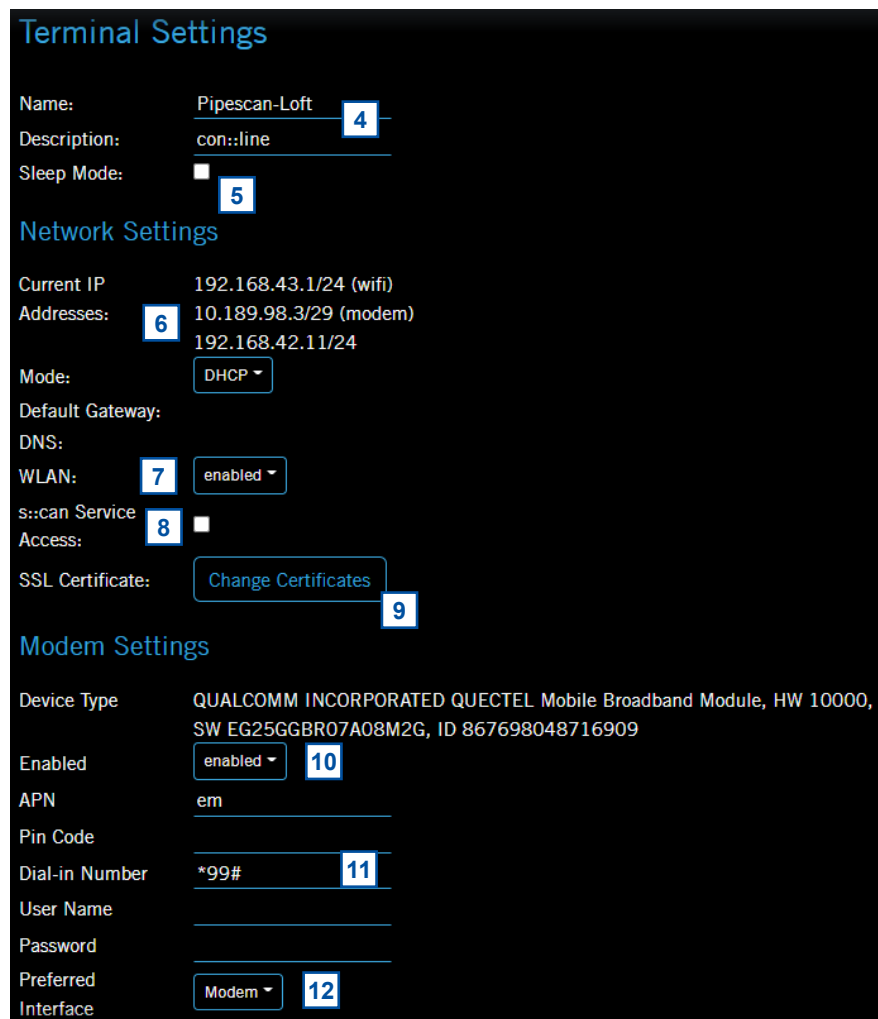 Terminal Settings
Name: Pipescan-Loft
4
Description: con::line
Sleep Mode:
5
Network Settings
Current IP 192.168.43.1/24 (wifi)
Addresses: 6 10.189.98.3/29 (modem)
192.168.42.11/24
Mode: DHCP
Default Gateway:
DNS:
WLAN: 7 enabled
s::can Service
8
Access:
SSL Certificate: Change Certificates
9
Modem Settings
Device Type QUALCOMM INCORPORATED QUECTEL Mobile Broadband Module, HW 10000,
SW EG25GGBR07A08M2G, ID 867698048716909
Enabled enabled 10
APN em
Pin Code
Dial-in Number *99# 11
User Name
Password
Preferred
Modem 12
Interface